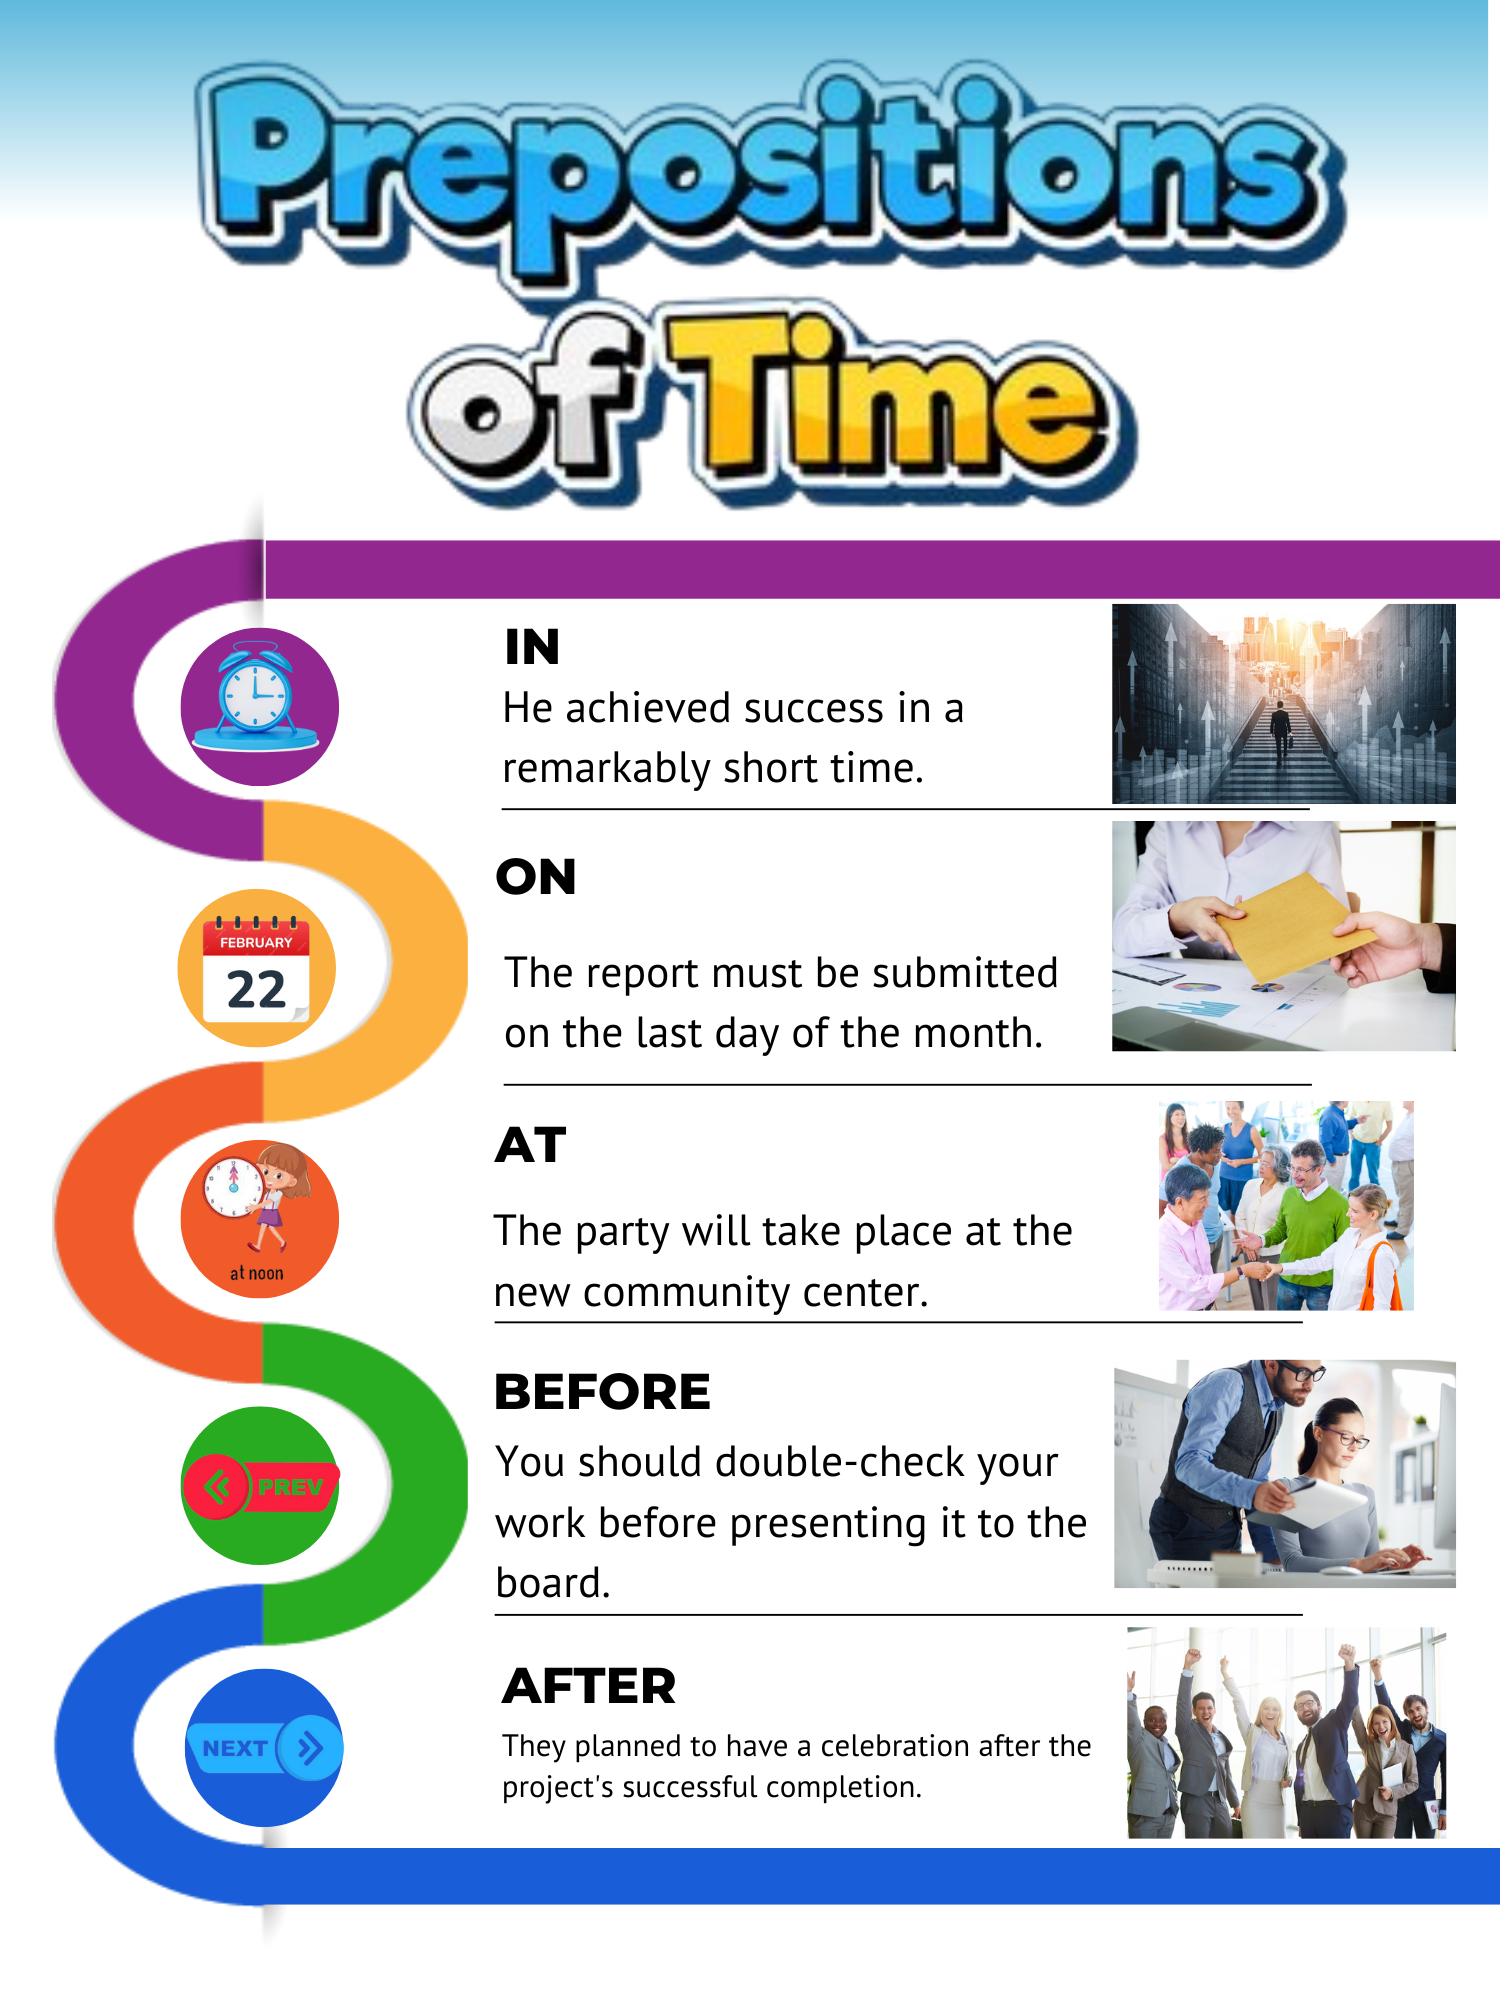 Prepositions
of Time
IN
He achieved success in a
remarkably short time.
FEBRUARY
22
ON
The report must be submitted
on the last day of the month.
at noon
AT
The party will take place at the
new community center.
PREV
BEFORE
You should double-check your
work before presenting it to the
board.
NEXT
AFTER
They planned to have a celebration after the
project's successful completion.